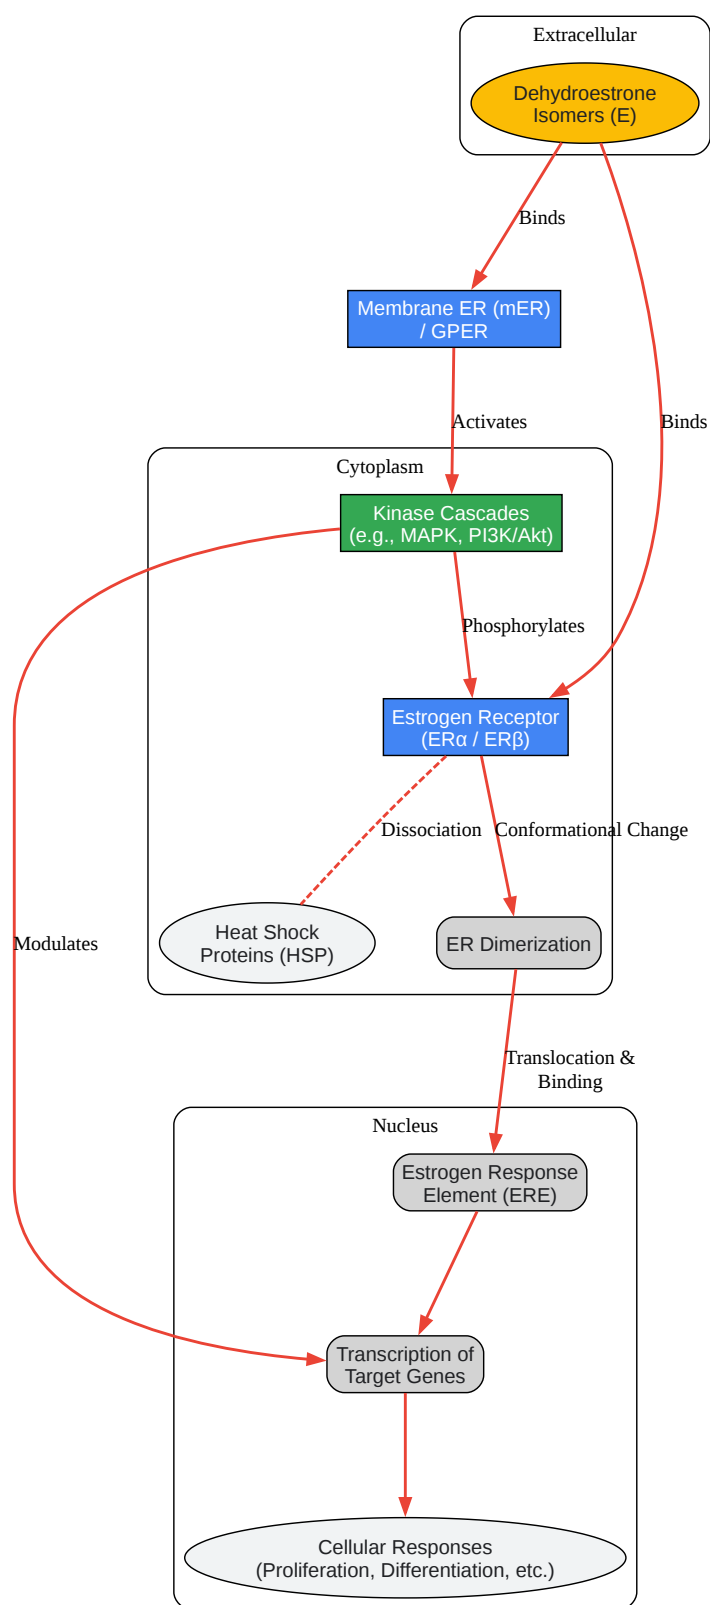 Extracellular
Dehydroestrone
Isomers (E)
Binds
Membrane ER (mER)
/ GPER
Activates
Binds
Cytoplasm
Kinase Cascades
(e.g., MAPK, PI3K/Akt)
Phosphorylates
Estrogen Receptor
(ERα / ERβ)
Dissociation
Conformational Change
Heat Shock
Proteins (HSP)
ER Dimerization
Modulates
Translocation &
Binding
Nucleus
Estrogen Response
Element (ERE)
Transcription of
Target Genes
Cellular Responses
(Proliferation, Differentiation, etc.)